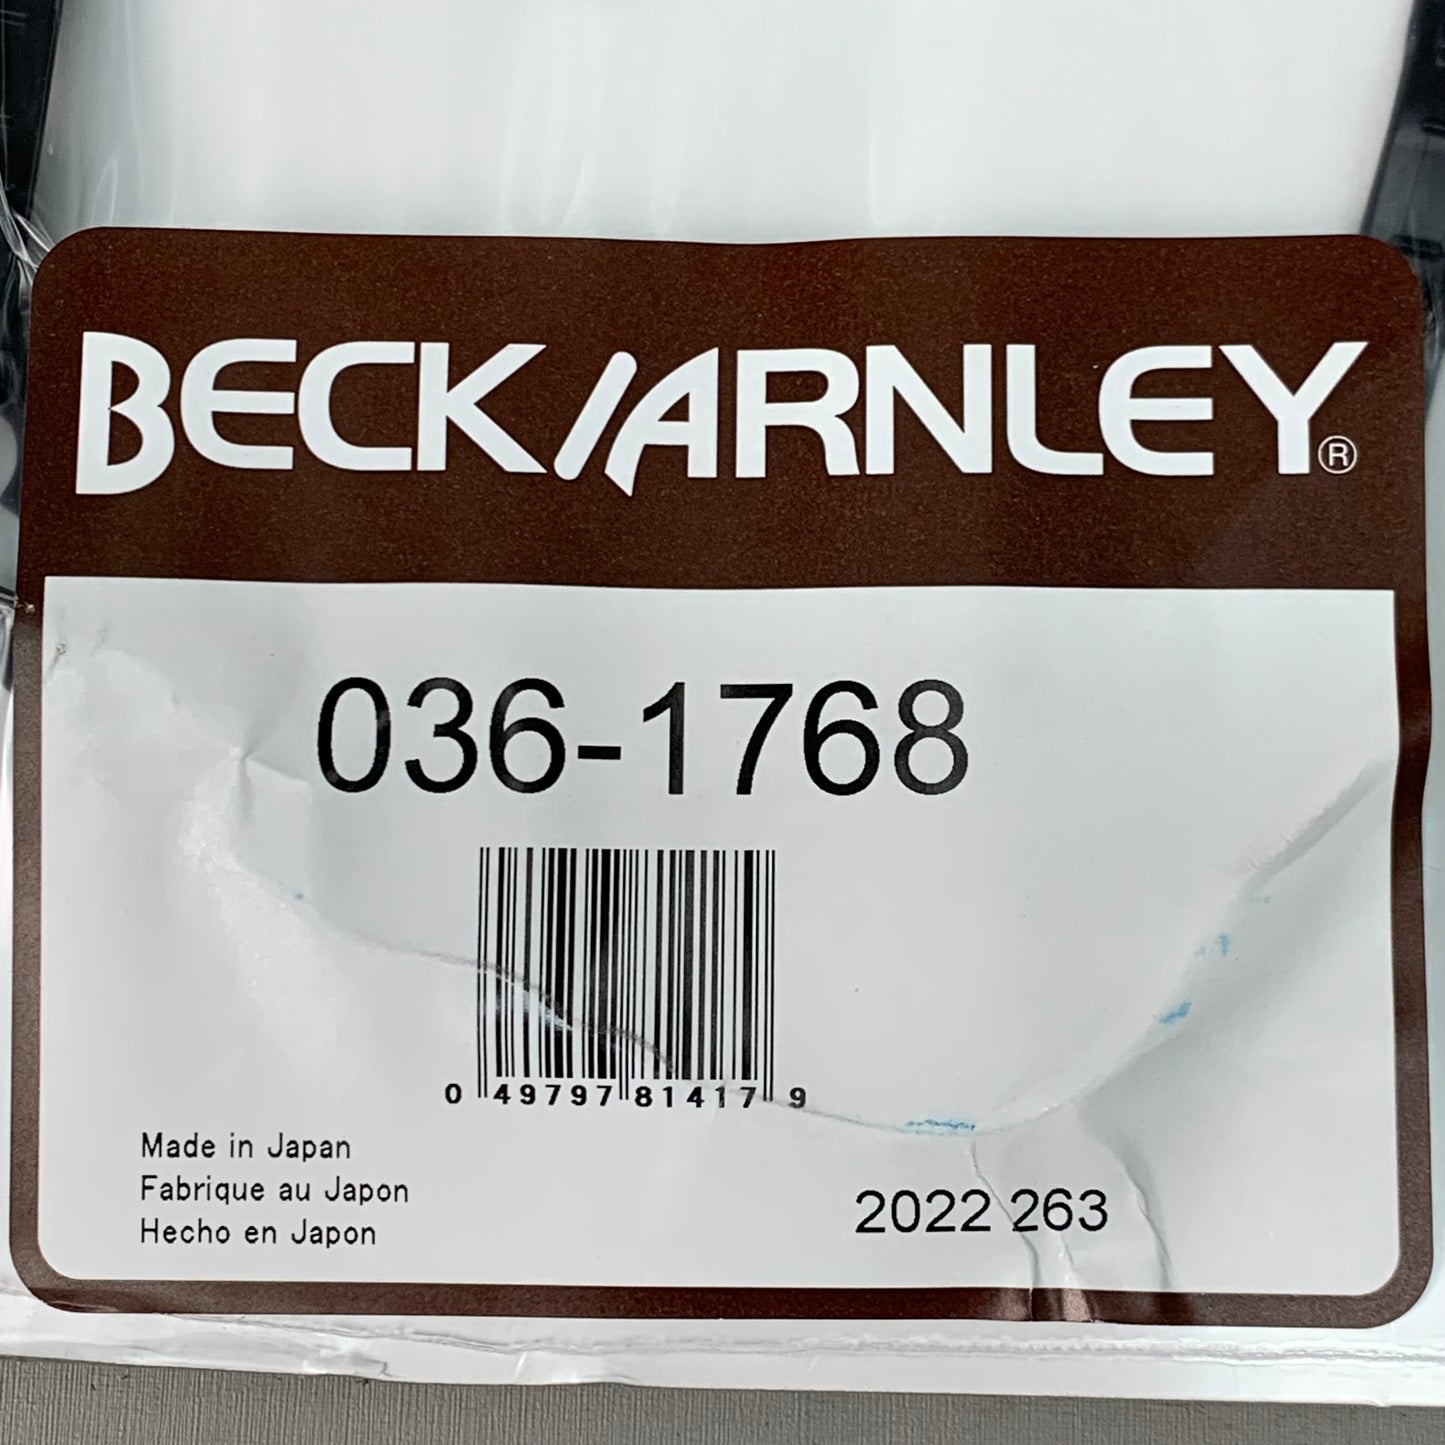 BECK/ARNLEY®
036-1768
0 49797 81417 9
Made in Japan
Fabrique au Japon
Hecho en Japon
2022 263